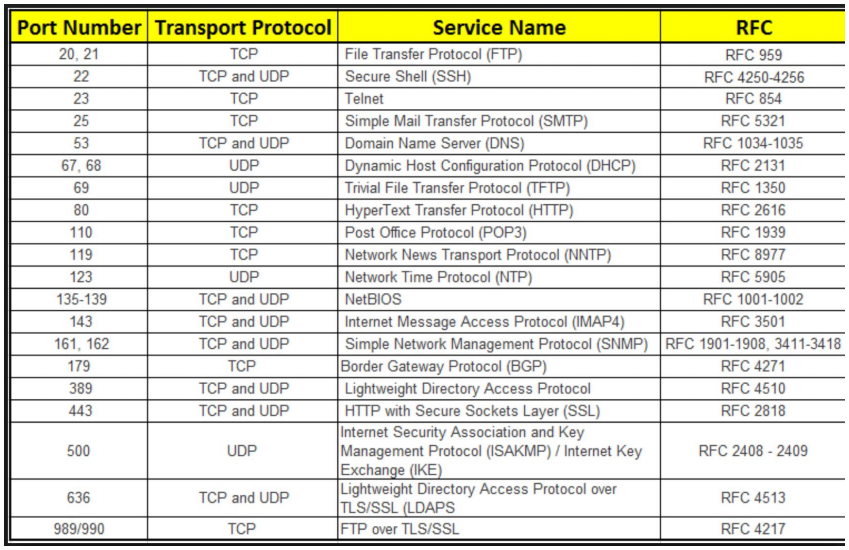 Port Number Transport Protocol Service Name RFC
20, 21 TCP File Transfer Protocol (FTP) RFC 959
22 TCP and UDP Secure Shell (SSH) RFC 4250-4256
23 TCP Telnet RFC 854
25 TCP Simple Mail Transfer Protocol (SMTP) RFC 5321
53 TCP and UDP Domain Name Server (DNS) RFC 1034-1035
67, 68 UDP Dynamic Host Configuration Protocol (DHCP) RFC 2131
69 UDP Trivial File Transfer Protocol (TFTP) RFC 1350
80 TCP HyperText Transfer Protocol (HTTP) RFC 2616
110 TCP Post Office Protocol (POP3) RFC 1939
119 TCP Network News Transport Protocol (NNTP) RFC 8977
123 UDP Network Time Protocol (NTP) RFC 5905
135-139 TCP and UDP NetBIOS RFC 1001-1002
143 TCP and UDP Internet Message Access Protocol (IMAP4) RFC 3501
161, 162 TCP and UDP Simple Network Management Protocol (SNMP) RFC 1901-1908, 3411-3418
179 TCP Border Gateway Protocol (BGP) RFC 4271
389 TCP and UDP Lightweight Directory Access Protocol RFC 4510
443 TCP and UDP HTTP with Secure Sockets Layer (SSL) RFC 2818
500 UDP Internet Security Association and Key
Management Protocol (ISAKMP) / Internet Key
Exchange (IKE) RFC 2408 - 2409
636 TCP and UDP Lightweight Directory Access Protocol over
TLS/SSL (LDAPS RFC 4513
989/990 TCP FTP over TLS/SSL RFC 4217